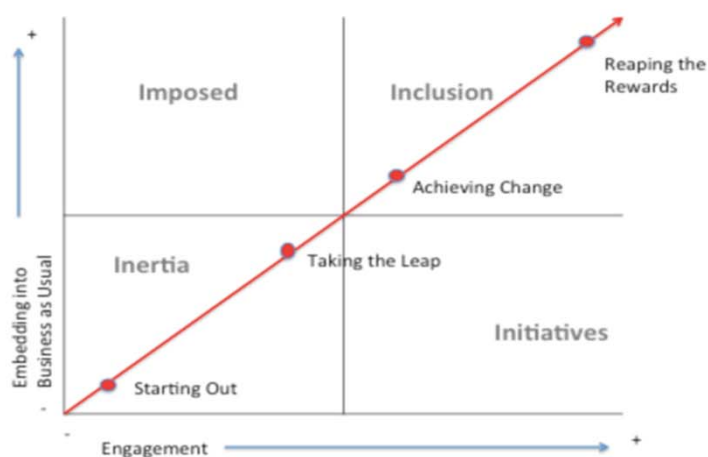 +
Imposed
Inclusion
Reaping the
Rewards
Achieving Change
Inertia
Taking the Leap
Initiatives
Embedding into
Business as Usual
Starting Out
-
-
Engagement
+